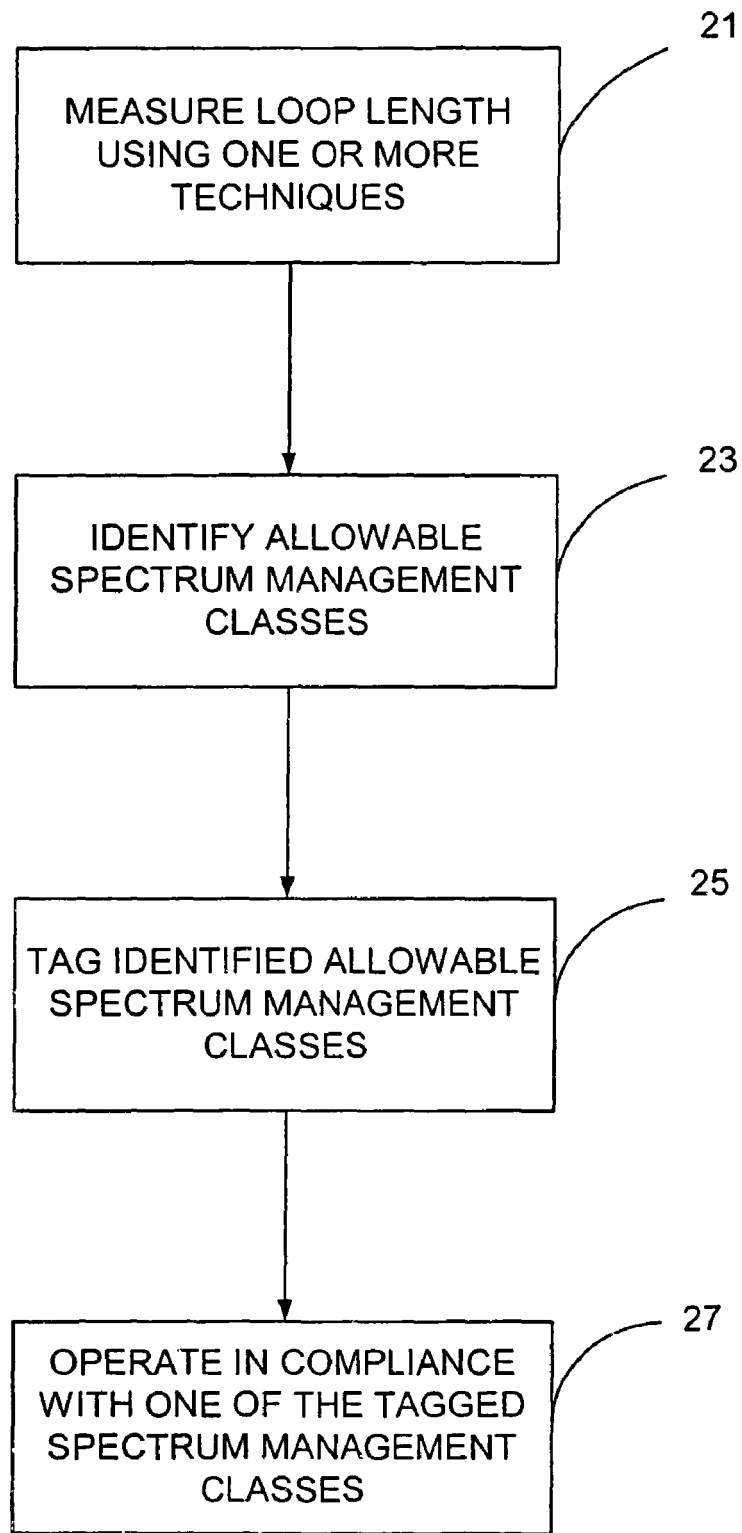 21
MEASURE LOOP LENGTH
USING ONE OR MORE
TECHNIQUES
23
IDENTIFY ALLOWABLE
SPECTRUM MANAGEMENT
CLASSES
25
TAG IDENTIFIED ALLOWABLE
SPECTRUM MANAGEMENT
CLASSES
27
OPERATE IN COMPLIANCE
WITH ONE OF THE TAGGED
SPECTRUM MANAGEMENT
CLASSES